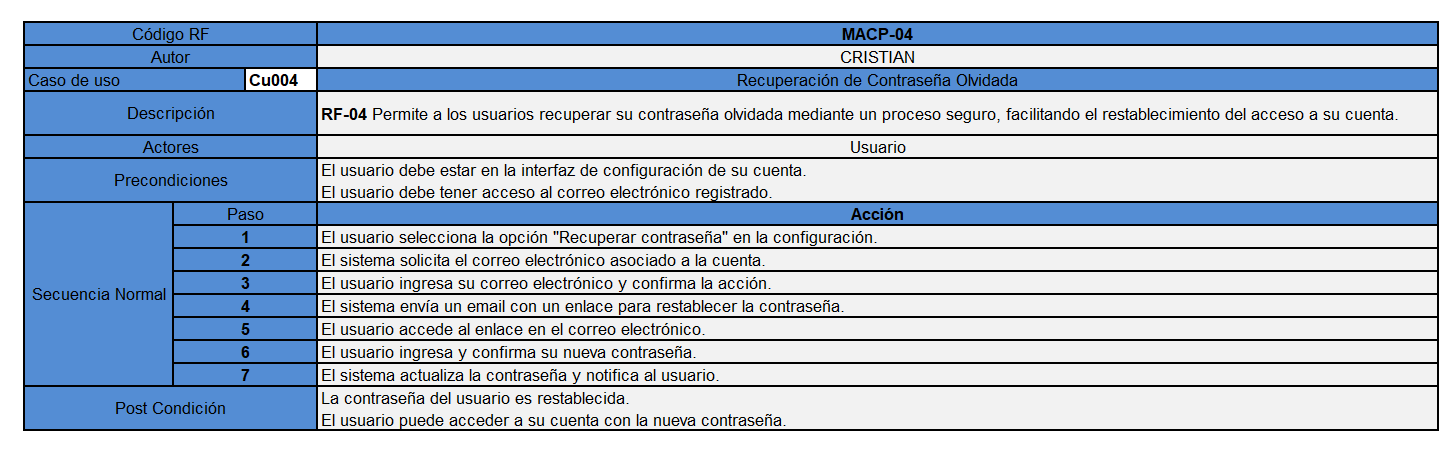 Código RF MACP-04
Autor CRISTIAN
Caso de uso Cu004 Recuperación de Contraseña Olvidada
Descripción RF-04 Permite a los usuarios recuperar su contraseña olvidada mediante un proceso seguro, facilitando el restablecimiento del acceso a su cuenta.
Actores Usuario
Precondiciones El usuario debe estar en la interfaz de configuración de su cuenta.
El usuario debe tener acceso al correo electrónico registrado.
Secuencia Normal Paso Acción
1 El usuario selecciona la opción "Recuperar contraseña" en la configuración.
2 El sistema solicita el correo electrónico asociado a la cuenta.
3 El usuario ingresa su correo electrónico y confirma la acción.
4 El sistema envía un email con un enlace para restablecer la contraseña.
5 El usuario accede al enlace en el correo electrónico.
6 El usuario ingresa y confirma su nueva contraseña.
7 El sistema actualiza la contraseña y notifica al usuario.
Post Condición La contraseña del usuario es restablecida.
El usuario puede acceder a su cuenta con la nueva contraseña.